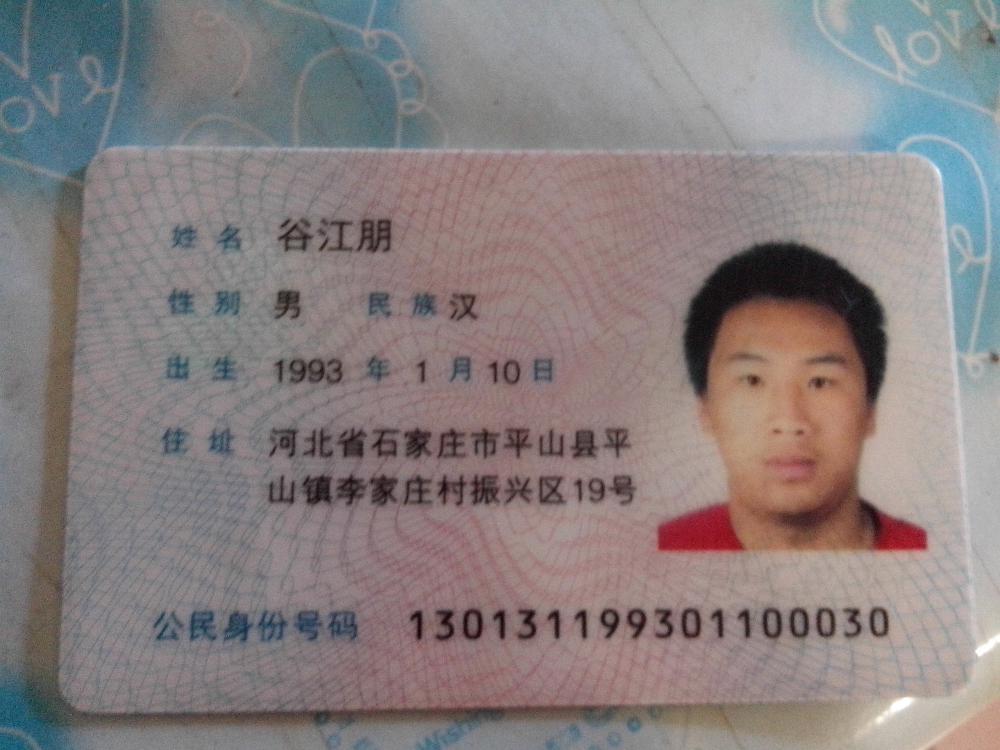 love
love
姓名 谷江朋
性别 男 民族 汉
出生 1993 年 1 月 10 日
住址 河北省石家庄市平山县平
山镇李家庄村振兴区19号
公民身份号码 130131199301100030
Wishing